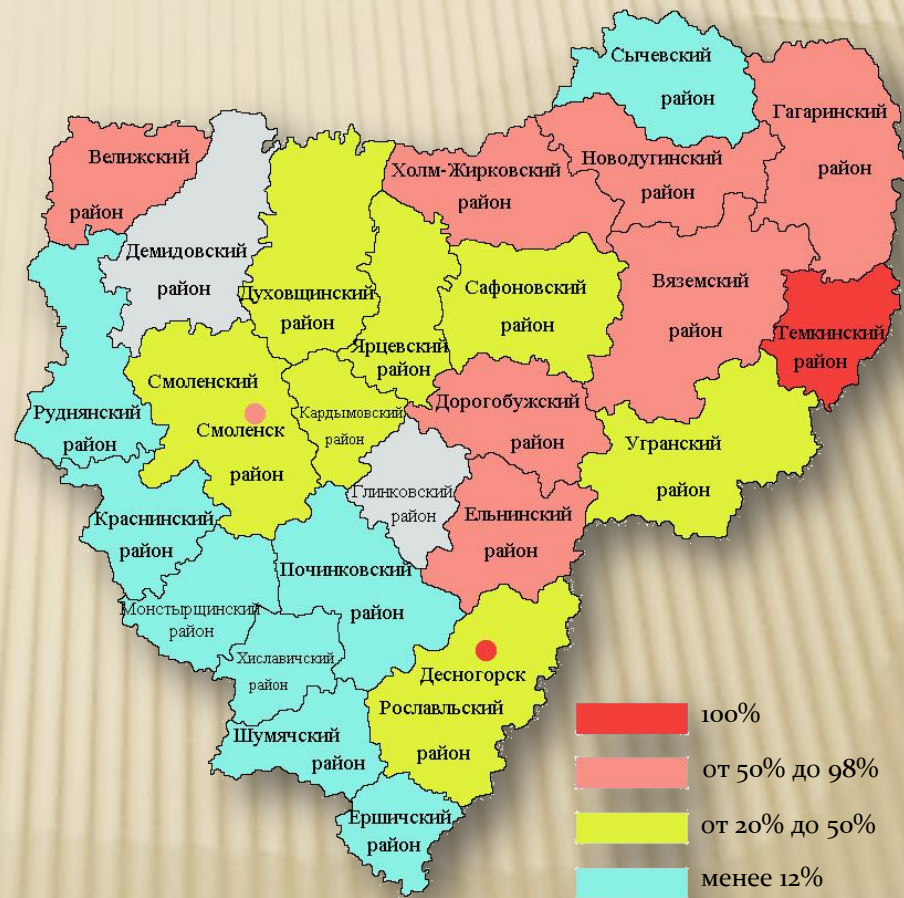 Сычевский
район
Гагаринский
район
Велижский
район
Холм-Жирковский
район
Новодугинский
район
Демидовский
район
Духовщинский
район
Ярцевский
район
Сафоновский
район
Вяземский
район
Темкинский
район
Смоленский
Смоленск
район
Руднянский
район
Кардымовский
район
Дорогобужский
район
Угранский
район
Глинковский
район
Ельнинский
район
Краснинский
район
Починковский
район
Монстырщинский
район
Хиславичский
район
Десногорск
Рославльский
район
Шумячский
район
Ершичский
район
100%
от 50% до 98%
от 20% до 50%
менее 12%